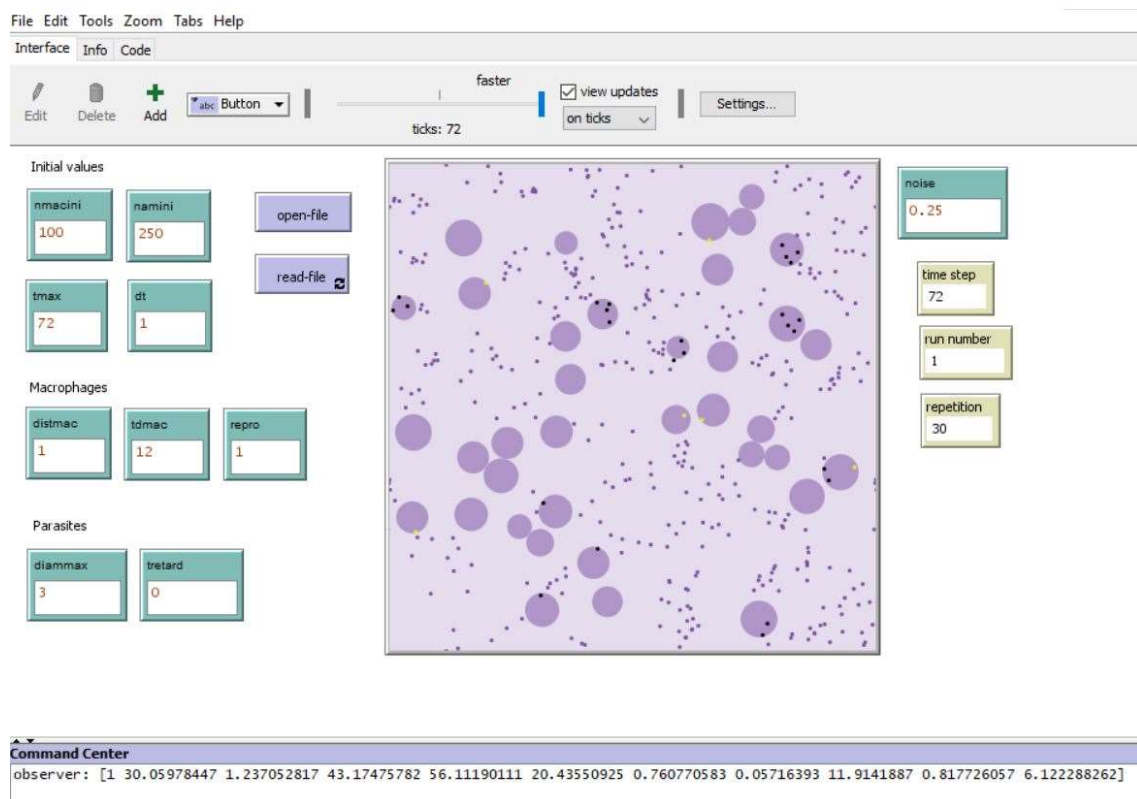 File Edit Tools Zoom Tabs Help
Interface Info Code
Edit Delete Add abc Button faster ticks: 72 view updates on ticks Settings...
Initial values
nmacini
100
namini
250
open-file
read-file
tmax
72
dt
1
Macrophages
distmac
1
tdmac
12
repro
1
Parasites
diammax
3
tretard
0
noise
0.25
time step
72
run number
1
repetition
30
Command Center
observer: [1 30.05978447 1.237052817 43.17475782 56.11190111 20.43550925 0.760770583 0.05716393 11.9141887 0.817726057 6.122288262]